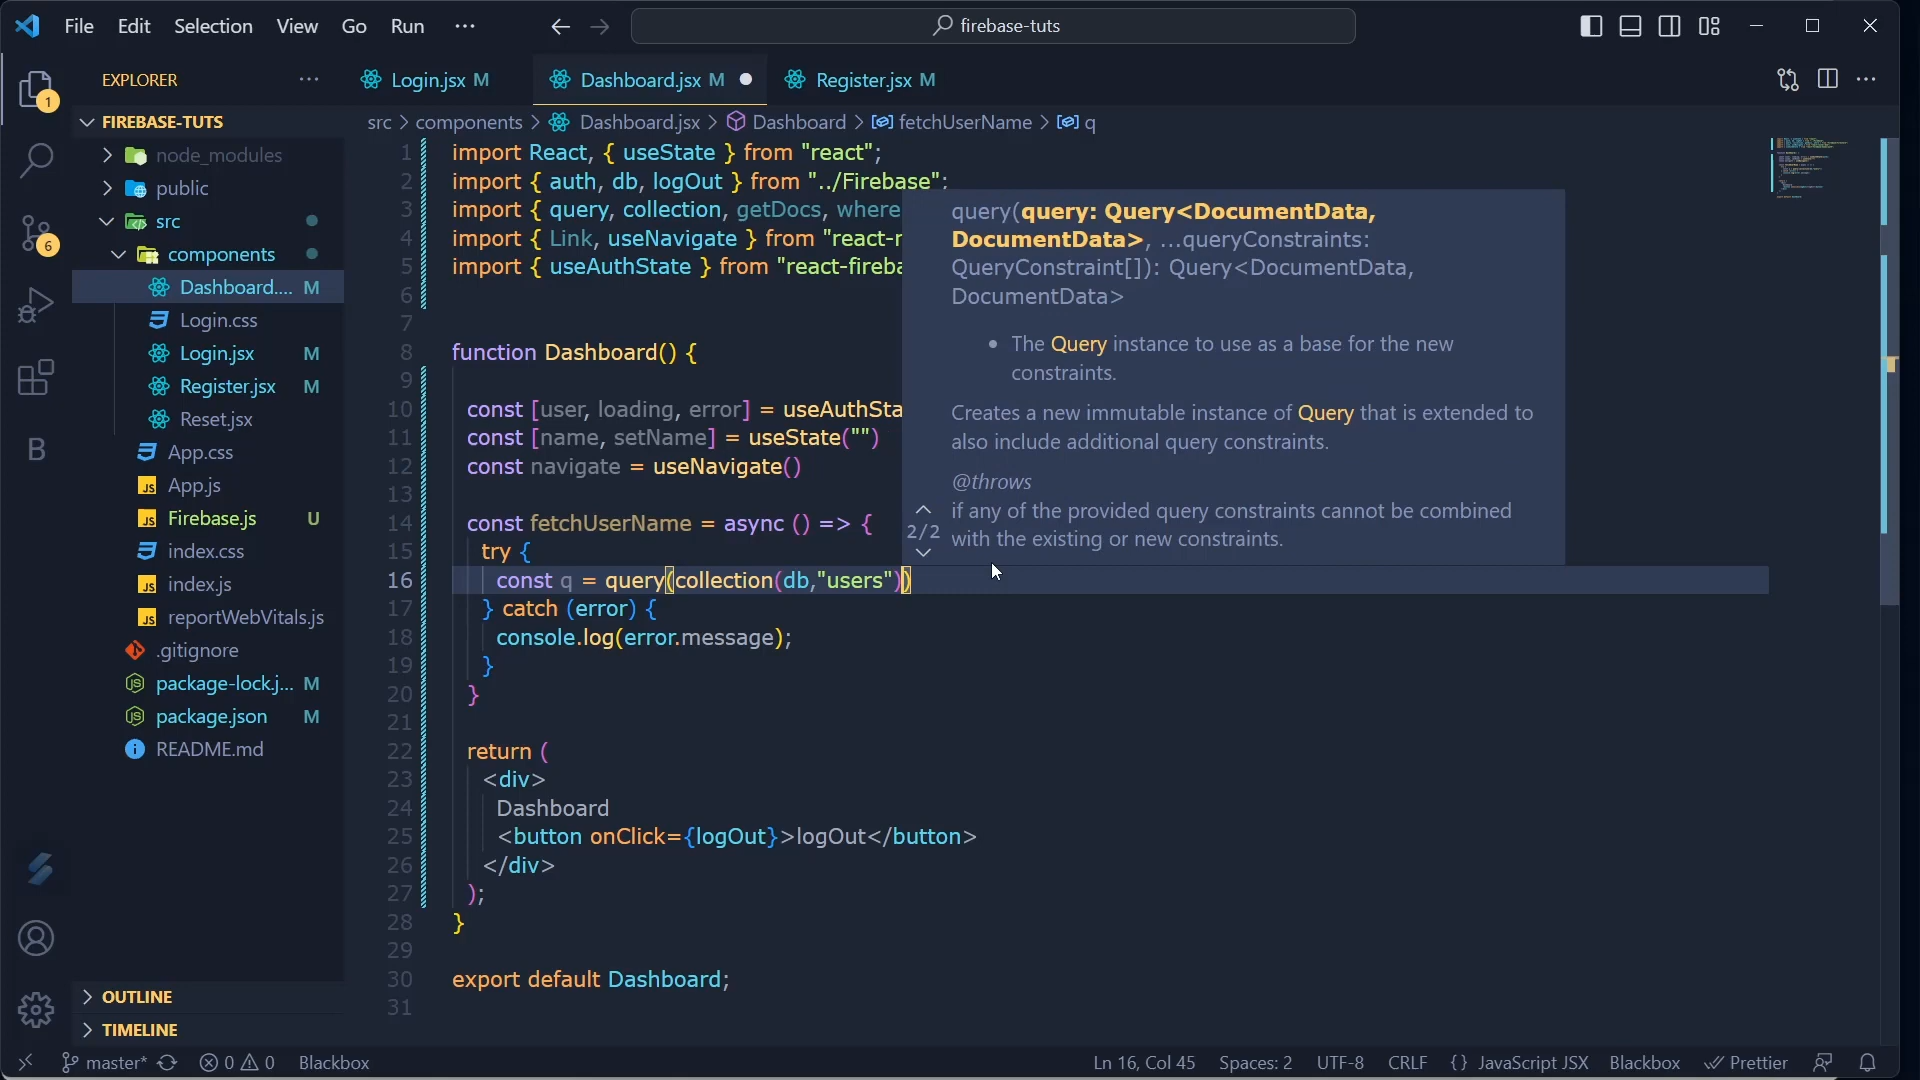 File Edit Selection View Go Run ··· firebase-tuts
EXPLORER ···
1
FIREBASE-TUTS
node_modules
public
src
6
components
Dashboard.... M
Login.css
Login.jsx M
Register.jsx M
Reset.jsx
App.css
B
JS App.js
JS Firebase.js U
index.css
JS index.js
JS reportWebVitals.js
.gitignore
package-lock.j... M
package.json M
README.md
OUTLINE
TIMELINE
Login.jsx M Dashboard.jsx M Register.jsx M
src > components > Dashboard.jsx > Dashboard > fetchUserName > q
1 import React, { useState } from "react";
2 import { auth, db, logOut } from "../Firebase";
3 import { query, collection, getDocs, where
4 import { Link, useNavigate } from "react-r
5 import { useAuthState } from "react-fireba
6
7
8 function Dashboard() {
9
10 const [user, loading, error] = useAuthSta
11 const [name, setName] = useState("")
12 const navigate = useNavigate()
13
14 const fetchUserName = async () => {
15 try {
16 const q = query(collection(db,"users"))
17 } catch (error) {
18 console.log(error.message);
19 }
20 }
21
22 return (
23 <div>
24 Dashboard
25 <button onClick={logOut}>logOut</button>
26 </div>
27 );
28 }
29
30 export default Dashboard;
31
query(query: Query<DocumentData,
DocumentData>, ...queryConstraints:
QueryConstraint[]): Query<DocumentData,
DocumentData>
• The Query instance to use as a base for the new
constraints.
Creates a new immutable instance of Query that is extended to
also include additional query constraints.
@throws
if any of the provided query constraints cannot be combined
2/2
with the existing or new constraints.
master* 0 0 Blackbox Ln 16, Col 45 Spaces: 2 UTF-8 CRLF {} JavaScript JSX Blackbox Prettier